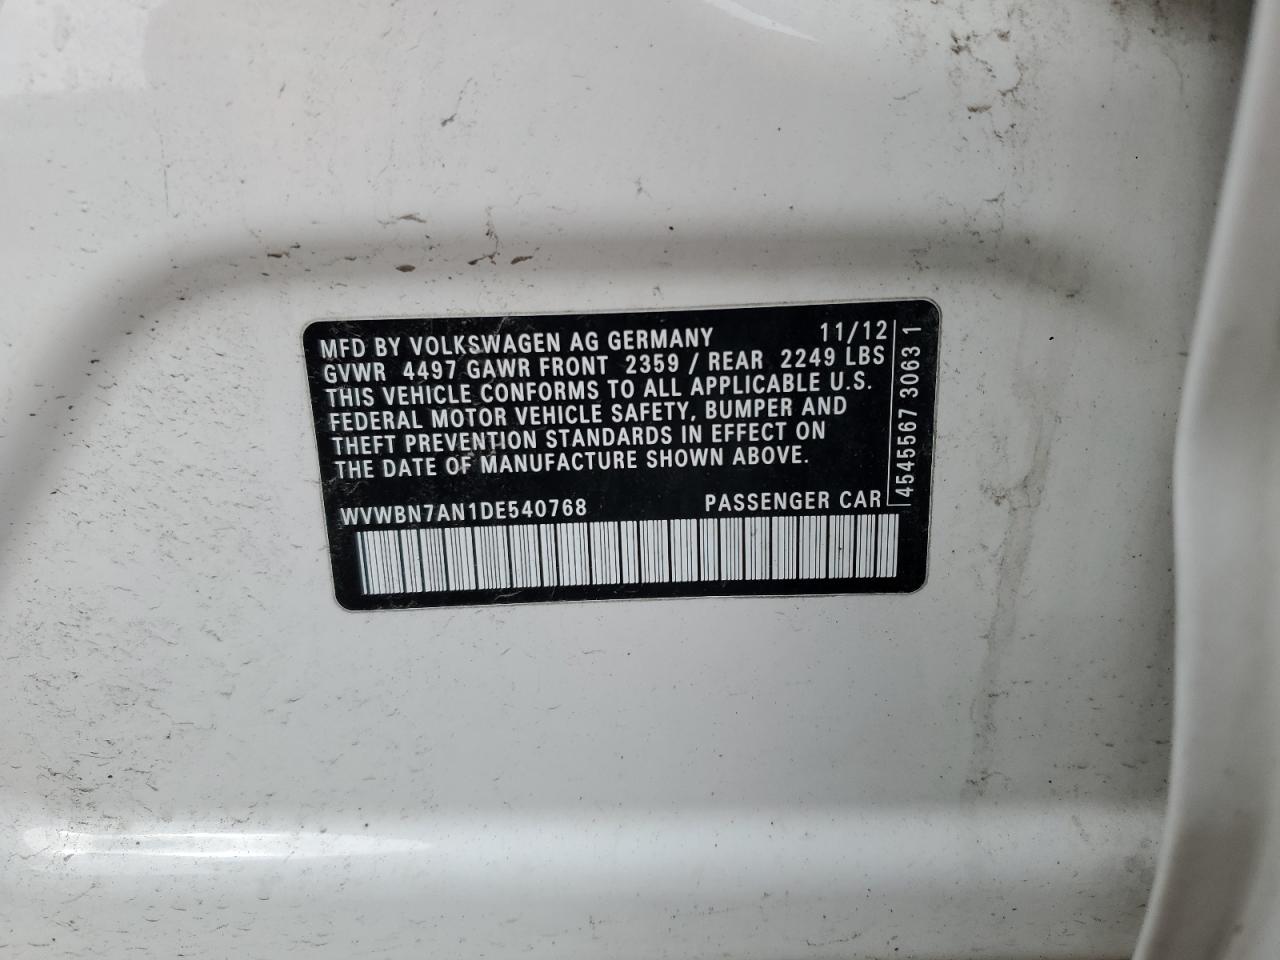 MFD BY VOLKSWAGEN AG GERMANY 11/12
GVWR 4497 GAWR FRONT 2359 / REAR 2249 LBS
THIS VEHICLE CONFORMS TO ALL APPLICABLE U.S.
FEDERAL MOTOR VEHICLE SAFETY, BUMPER AND
THEFT PREVENTION STANDARDS IN EFFECT ON
THE DATE OF MANUFACTURE SHOWN ABOVE.
WVWBN7AN1DE540768 PASSENGER CAR
4545567 3063 1